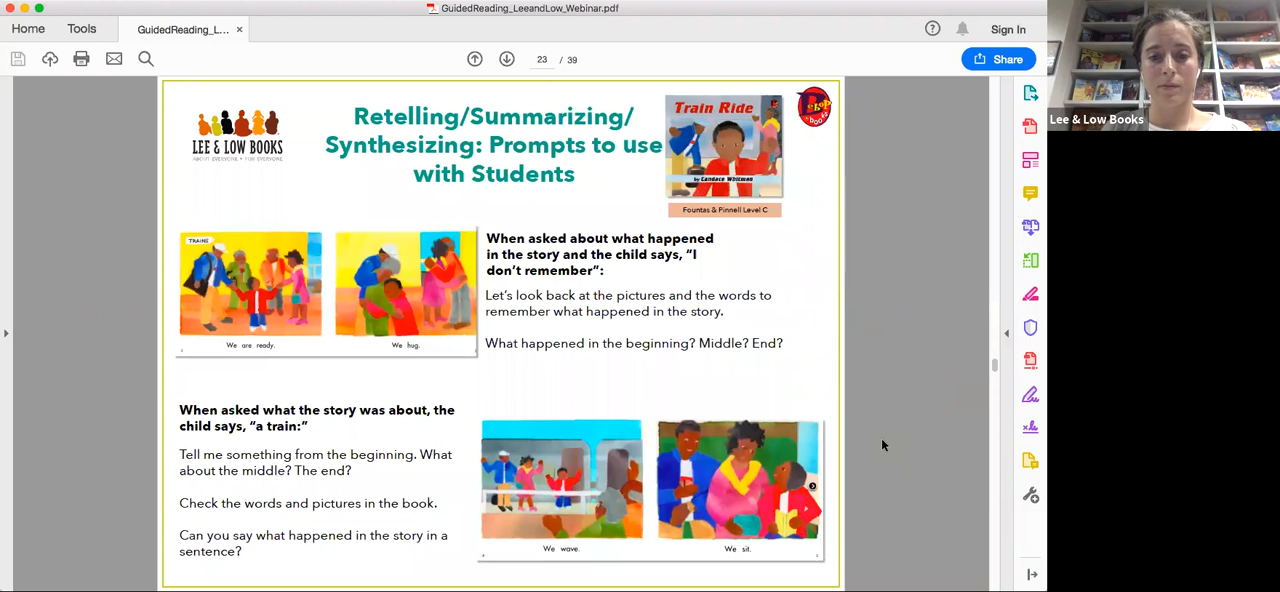 GuidedReading_LeeandLow_Webinar.pdf
Home
Tools
GuidedReading_L...
Sign In
23 / 39
Share
Lee & Low Books
LEE & LOW BOOKS
ABOUT EVERYONE • FOR EVERYONE
Retelling/Summarizing/
Synthesizing: Prompts to use
with Students
Train Ride
by Candace Whitman
Fountas & Pinnell Level C
TRAINS
We are ready.
We hug.
When asked about what happened
in the story and the child says, “I
don’t remember”:
Let’s look back at the pictures and the words to
remember what happened in the story.
What happened in the beginning? Middle? End?
When asked what the story was about, the
child says, “a train:”
Tell me something from the beginning. What
about the middle? The end?
Check the words and pictures in the book.
Can you say what happened in the story in a
sentence?
We wave.
We sit.